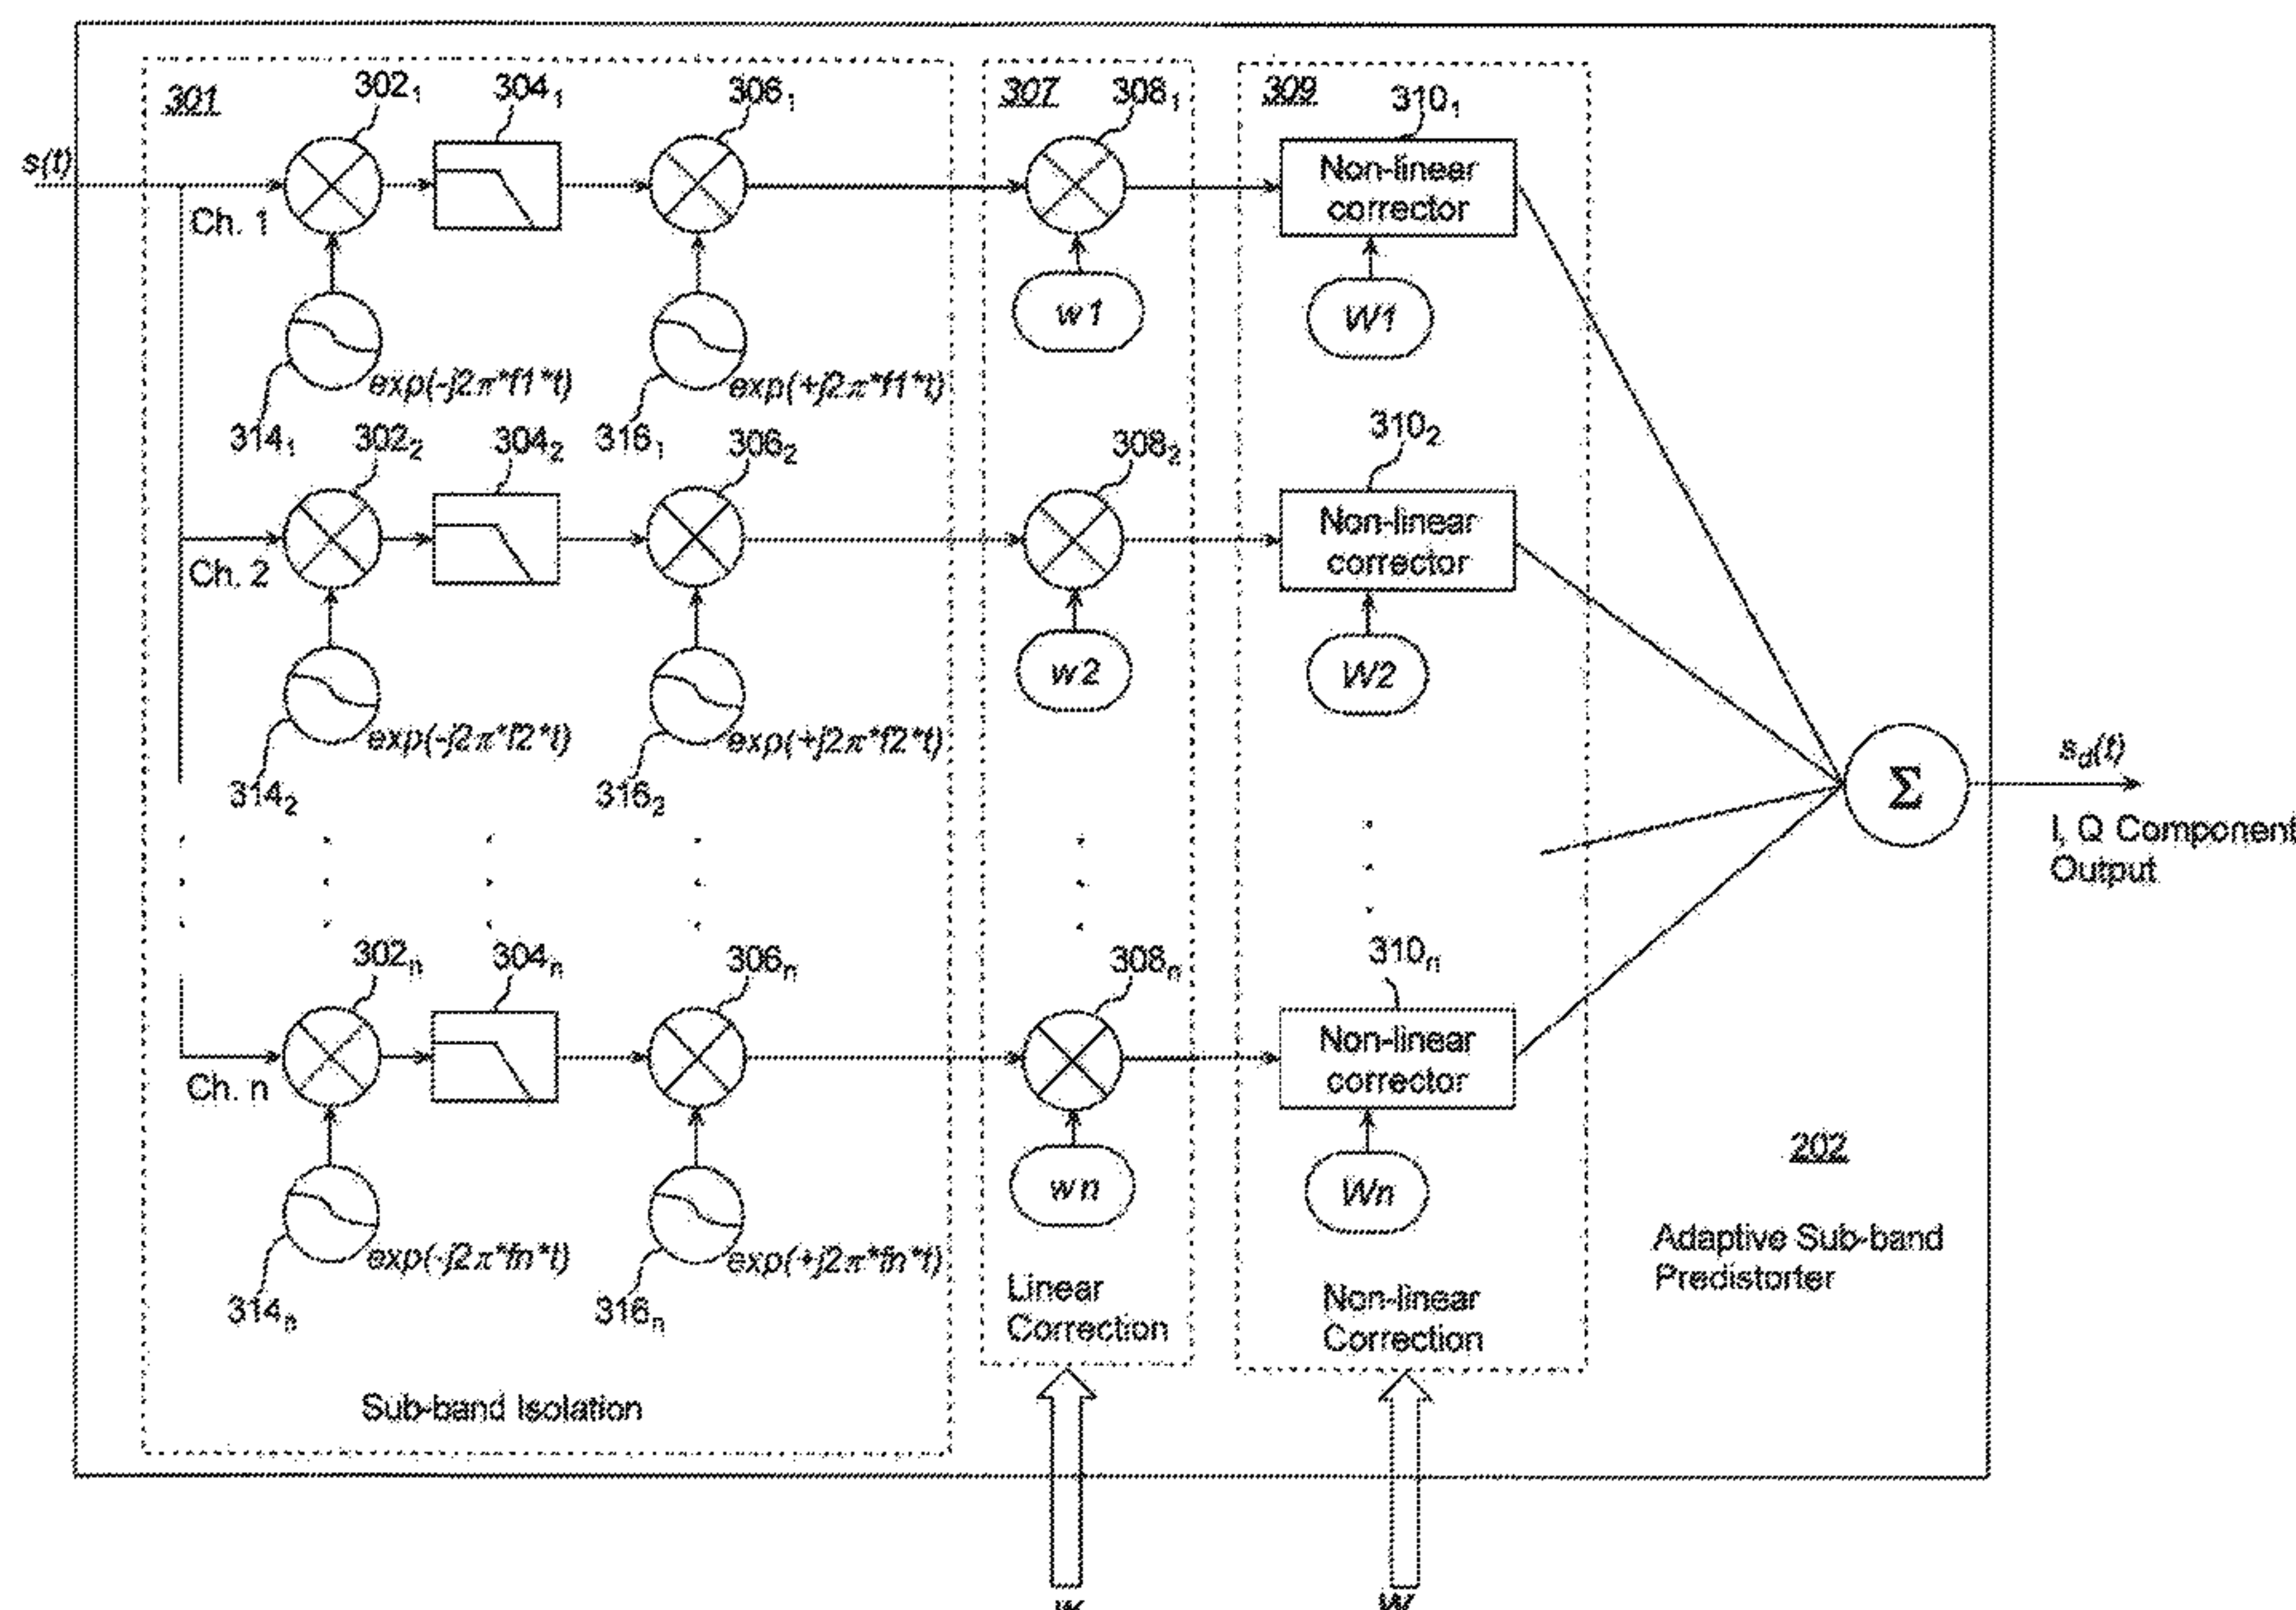 301
302₁
304₁
306₁
307
308₁
309
310₁
s(t)
Ch. 1
Non-linear
corrector
w1
W1
exp(-j2π*f1*t)
exp(+j2π*f1*t)
314₁
302₂
304₂
316₁
306₂
308₂
310₂
Ch. 2
Non-linear
corrector
w2
W2
exp(-j2π*f2*t)
exp(+j2π*f2*t)
314₂
316₂
Σ
s_d(t)
I, Q Component
Output
302ₙ
304ₙ
306ₙ
308ₙ
310ₙ
Ch. n
Non-linear
corrector
wn
Wn
exp(-j2π*fn*t)
exp(+j2π*fn*t)
314ₙ
316ₙ
202
Adaptive Sub-band
Predistorter
Linear
Correction
Non-linear
Correction
Sub-band Isolation
w
W